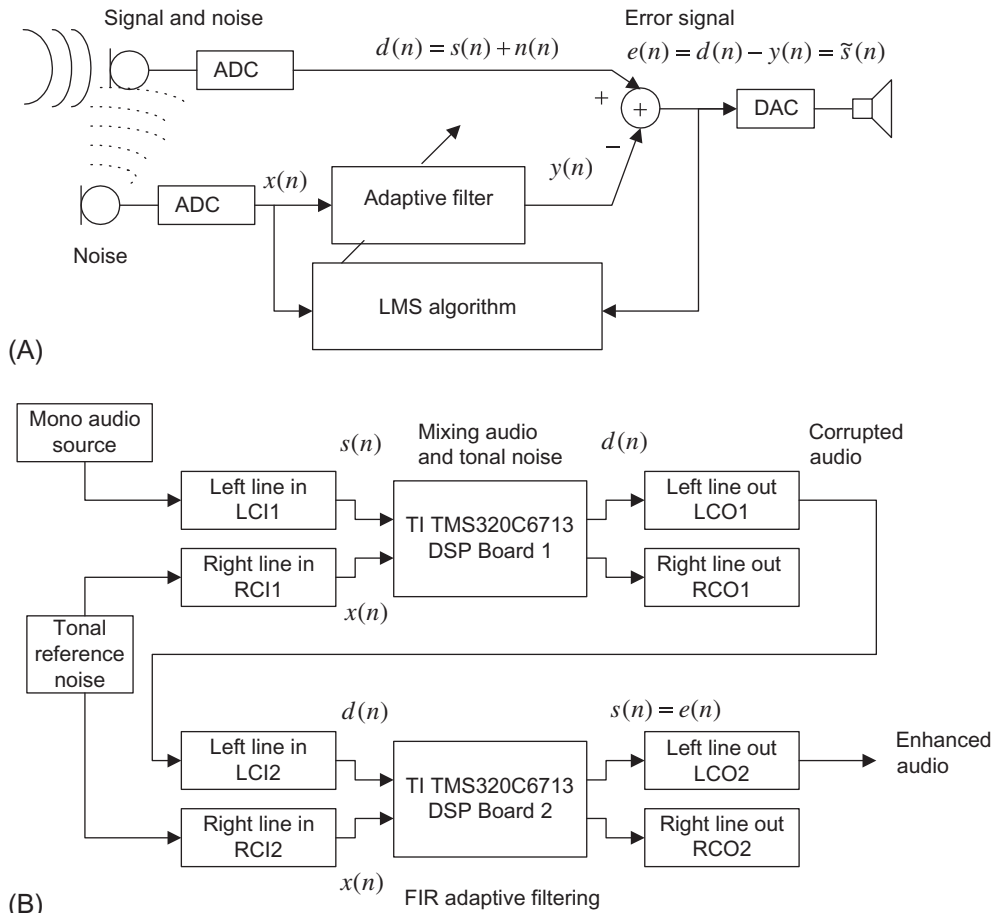 Signal and noise
Error signal
d(n) = s(n) + n(n)
e(n) = d(n) − y(n) = s̃(n)
ADC
+
+
DAC
−
x(n)
y(n)
ADC
Adaptive filter
Noise
LMS algorithm
(A)
Mono audio
source
s(n)
Mixing audio
and tonal noise
d(n)
Corrupted
audio
Left line in
LCI1
TI TMS320C6713
DSP Board 1
Left line out
LCO1
Right line in
RCI1
Right line out
RCO1
x(n)
Tonal
reference
noise
d(n)
s(n) = e(n)
Left line in
LCI2
TI TMS320C6713
DSP Board 2
Left line out
LCO2
Enhanced
audio
Right line in
RCI2
Right line out
RCO2
x(n)
FIR adaptive filtering
(B)